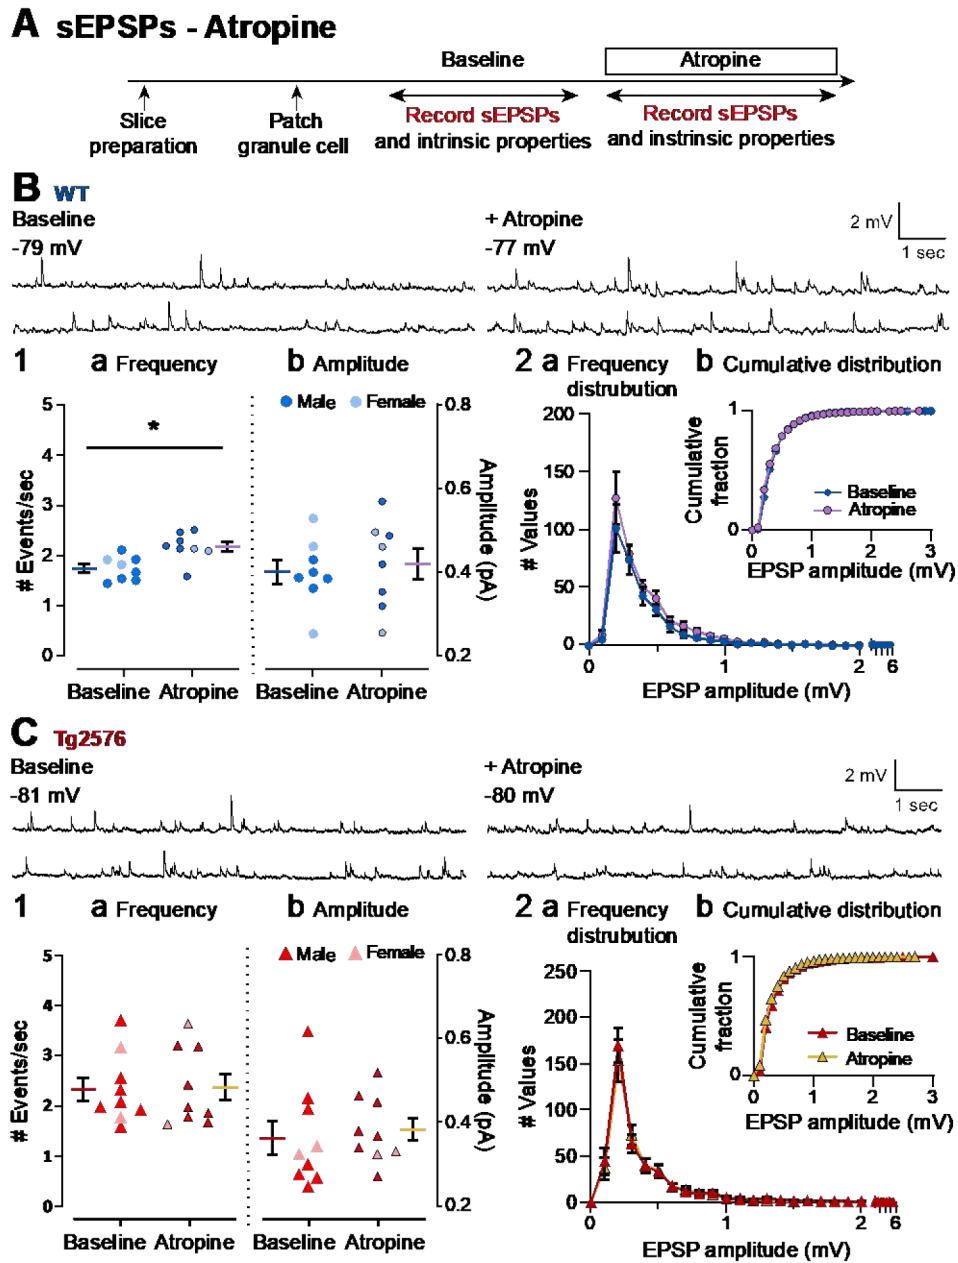 A sEPSPs - Atropine
Baseline
Atropine
Slice
preparation
Patch
granule cell
Record sEPSPs
and intrinsic properties
Record sEPSPs
and instrinsic properties
B WT
Baseline
-79 mV
+ Atropine
-77 mV
2 mV
1 sec
1 a Frequency b Amplitude
2 a Frequency
distrubution
b Cumulative distribution
Male Female
*
# Events/sec
5
4
3
2
1
0
Baseline Atropine
Baseline Atropine
Amplitude (pA)
0.8
0.6
0.4
0.2
# Values
200
150
100
50
0
0 1 2 6
EPSP amplitude (mV)
Cumulative
fraction
1
0
0 1 2 3
EPSP amplitude (mV)
Baseline
Atropine
C Tg2576
Baseline
-81 mV
+ Atropine
-80 mV
2 mV
1 sec
1 a Frequency b Amplitude
2 a Frequency
distrubution
b Cumulative distribution
Male Female
# Events/sec
5
4
3
2
1
0
Baseline Atropine
Baseline Atropine
Amplitude (pA)
0.8
0.6
0.4
0.2
# Values
250
200
150
100
50
0
0 1 2 6
EPSP amplitude (mV)
Cumulative
fraction
1
0
0 1 2 3
EPSP amplitude (mV)
Baseline
Atropine